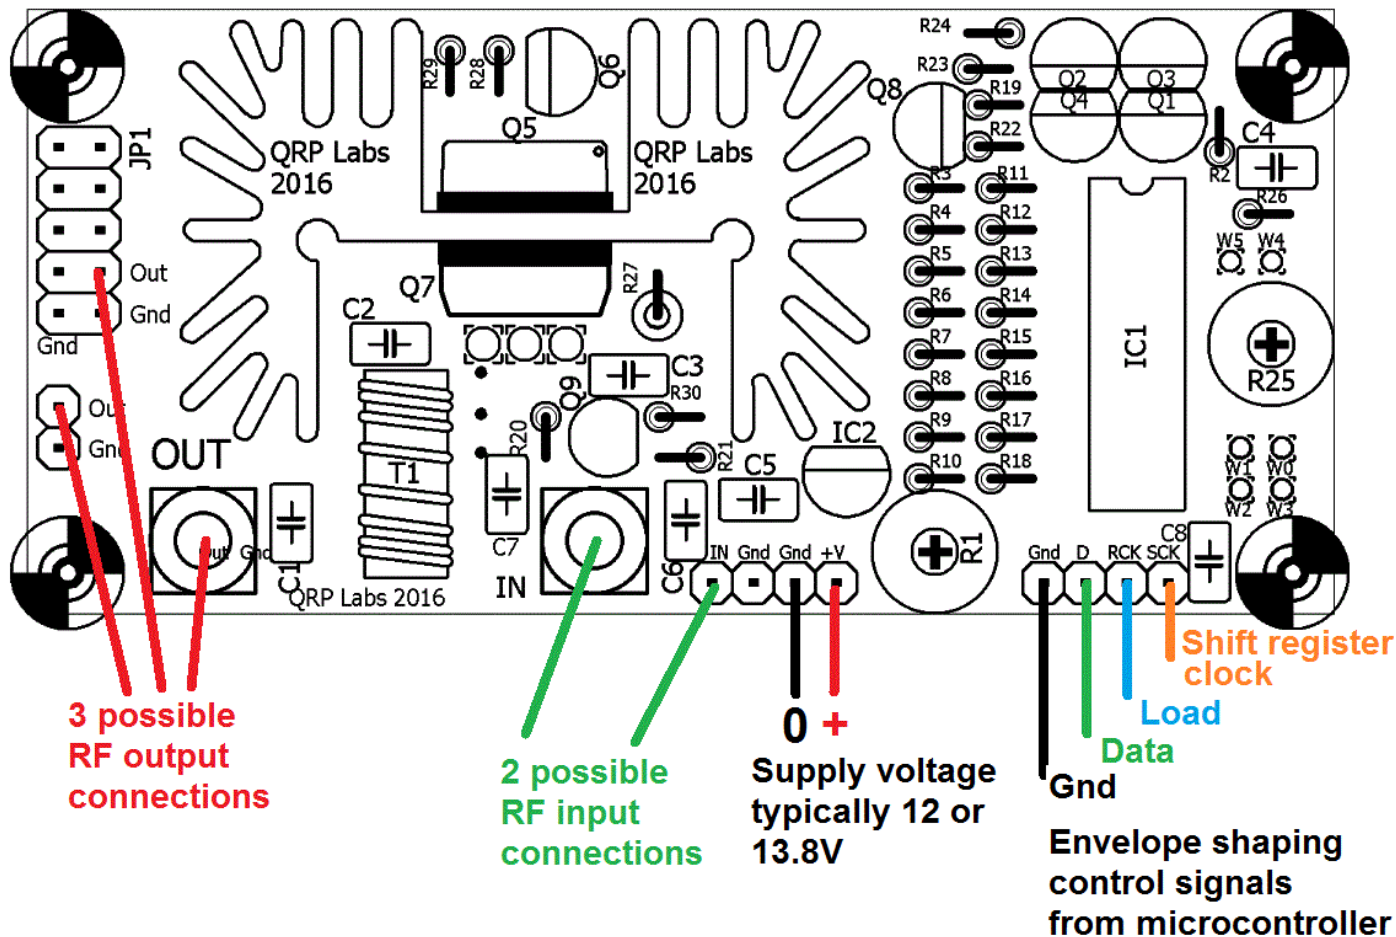 R24
R29
R28
Q6
R23
Q2
Q3
Q4
Q1
Q8
R19
R22
C4
R2
JP1
QRP Labs
2016
Q5
QRP Labs
2016
R3
R11
R26
R4
R12
W5
W4
Out
R5
R13
Q7
R27
Gnd
R6
R14
C2
Gnd
R7
R15
IC1
C3
R25
R8
R16
Q9
R30
Out
R9
R17
IC2
Gnd
OUT
R20
R21
T1
C5
R10
R18
W1
W0
W2
W3
C7
C6
R1
C8
Out
Gnd
C1
IN
IN
Gnd
Gnd
+V
Gnd
D
RCK
SCK
QRP Labs 2016
Shift register
clock
Load
Data
Gnd
3 possible
RF output
connections
2 possible
RF input
connections
0 +
Supply voltage
typically 12 or
13.8V
Envelope shaping
control signals
from microcontroller